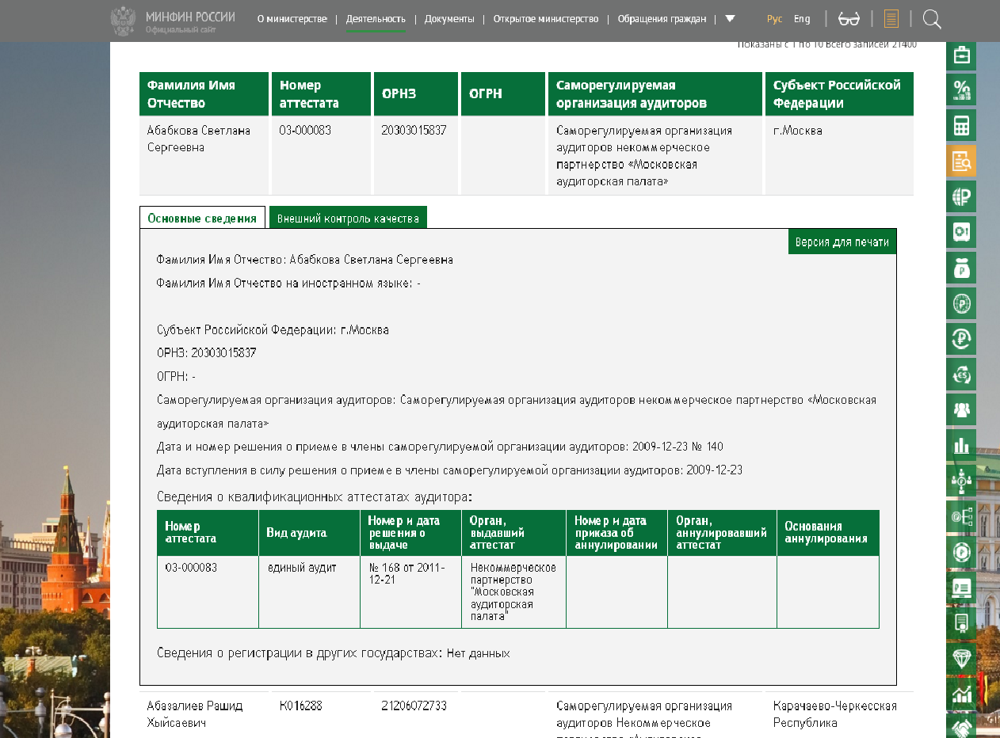 МИНФИН РОССИИ
Официальный сайт
О министерстве | Деятельность | Документы | Открытое министерство | Обращения граждан | Рус Eng
Показаны с 1 по 10 Всего записей 21400
Фамилия Имя Отчество Номер аттестата ОРНЗ ОГРН Саморегулируемая организация аудиторов Субъект Российской Федерации
Абабкова Светлана 03-000083 20303015837 Саморегулируемая организация г.Москва
Сергеевна аудиторов некоммерческое
партнерство «Московская
аудиторская палата»
Основные сведения Внешний контроль качества
Версия для печати
Фамилия Имя Отчество: Абабкова Светлана Сергеевна
Фамилия Имя Отчество на иностранном языке: -
Субъект Российской Федерации: г.Москва
ОРНЗ: 20303015837
ОГРН: -
Саморегулируемая организация аудиторов: Саморегулируемая организация аудиторов некоммерческое партнерство «Московская
аудиторская палата»
Дата и номер решения о приеме в члены саморегулируемой организации аудиторов: 2009-12-23 № 140
Дата вступления в силу решения о приеме в члены саморегулируемой организации аудиторов: 2009-12-23
Сведения о квалификационных аттестатах аудитора:
Номер аттестата Вид аудита Номер и дата решения о выдаче Орган, выдавший аттестат Номер и дата приказа об аннулировании Орган, аннулировавший аттестат Основания аннулирования
03-000083 единый аудит № 168 от 2011- Некоммерческое
12-21 партнерство
"Московская
аудиторская
палата"
Сведения о регистрации в других государствах: Нет данных
Абазалиев Рашид К016288 21206072733 Саморегулируемая организация Карачаево-Черкесская
Хыйсаевич аудиторов Некоммерческое Республика